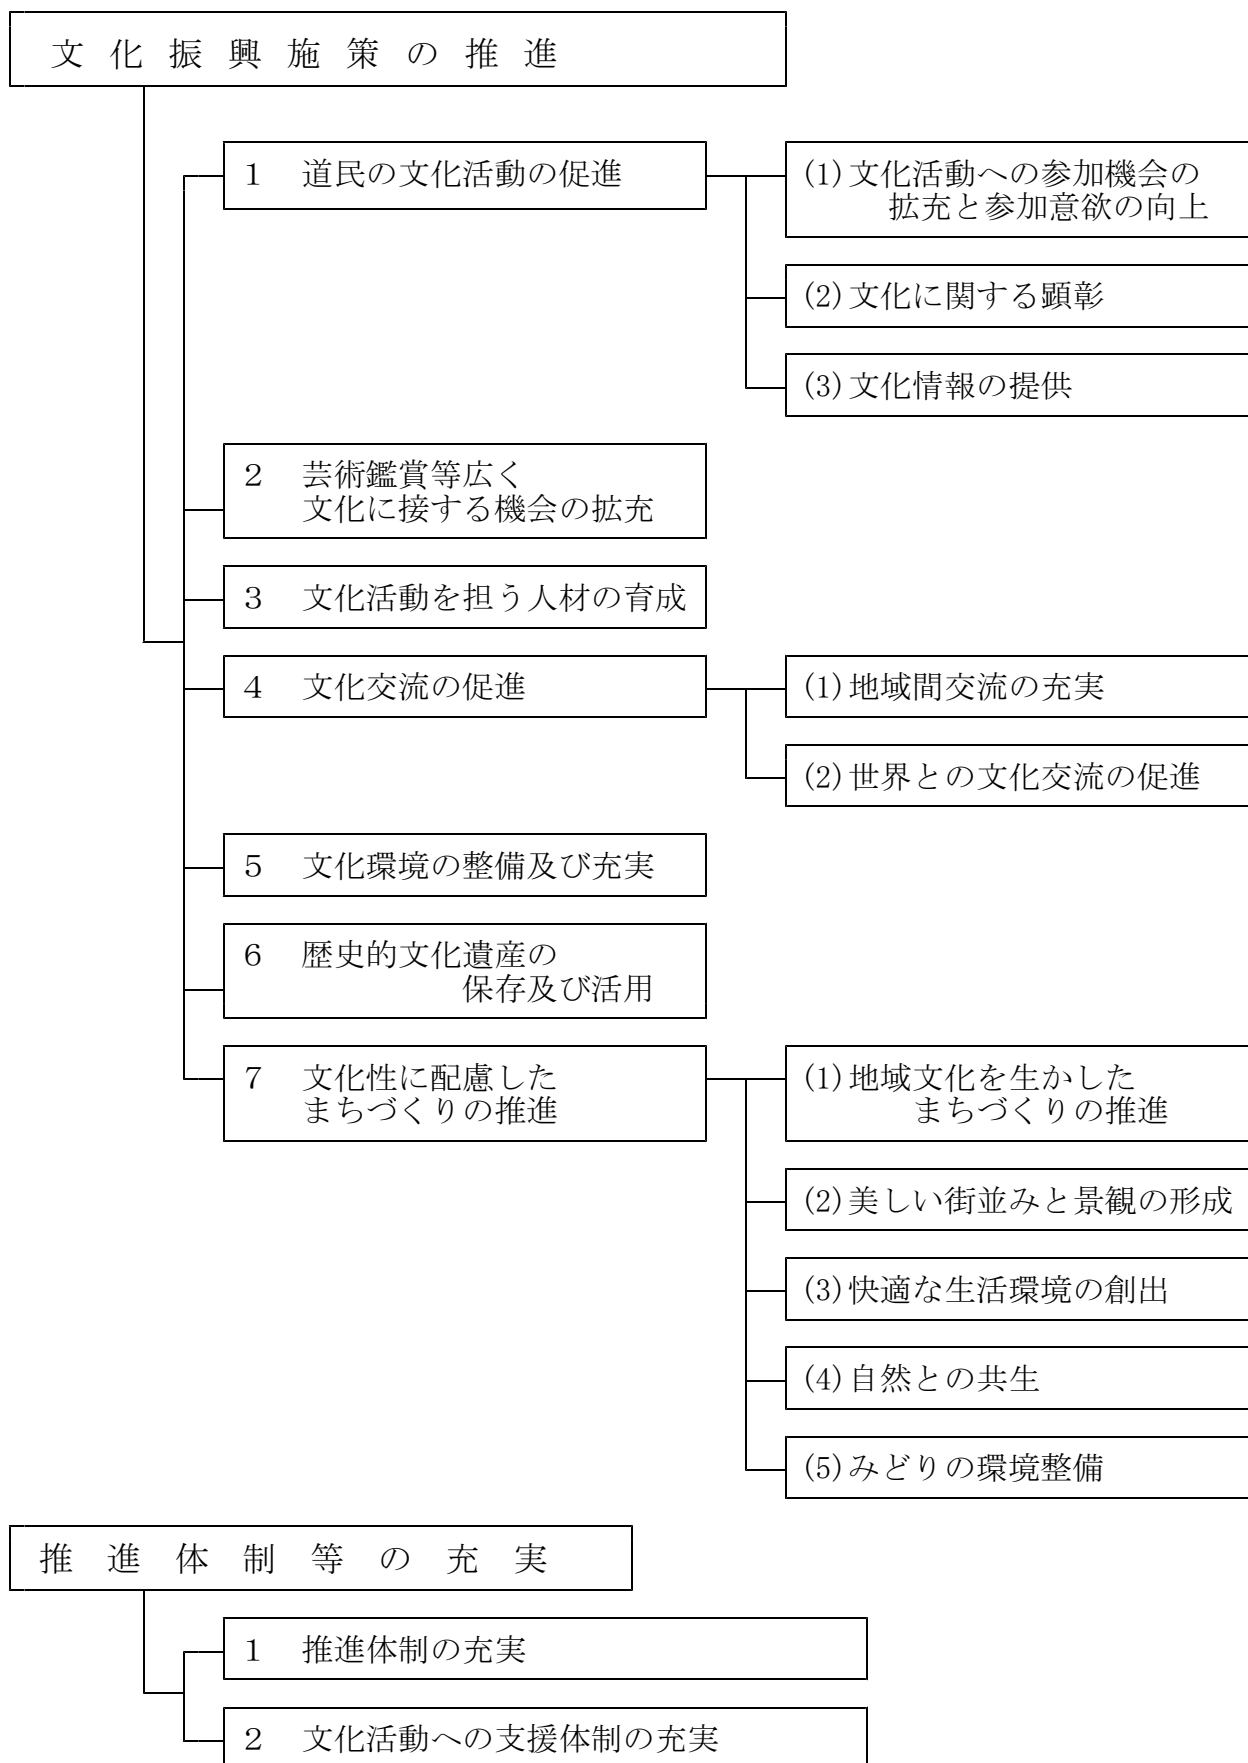 文化振興施策の推進
１　道民の文化活動の促進
(1)文化活動への参加機会の
拡充と参加意欲の向上
(2)文化に関する顕彰
(3)文化情報の提供
２　芸術鑑賞等広く
文化に接する機会の拡充
３　文化活動を担う人材の育成
４　文化交流の促進
(1)地域間交流の充実
(2)世界との文化交流の促進
５　文化環境の整備及び充実
６　歴史的文化遺産の
保存及び活用
７　文化性に配慮した
まちづくりの推進
(1)地域文化を生かした
まちづくりの推進
(2)美しい街並みと景観の形成
(3)快適な生活環境の創出
(4)自然との共生
(5)みどりの環境整備
推進体制等の充実
１　推進体制の充実
２　文化活動への支援体制の充実